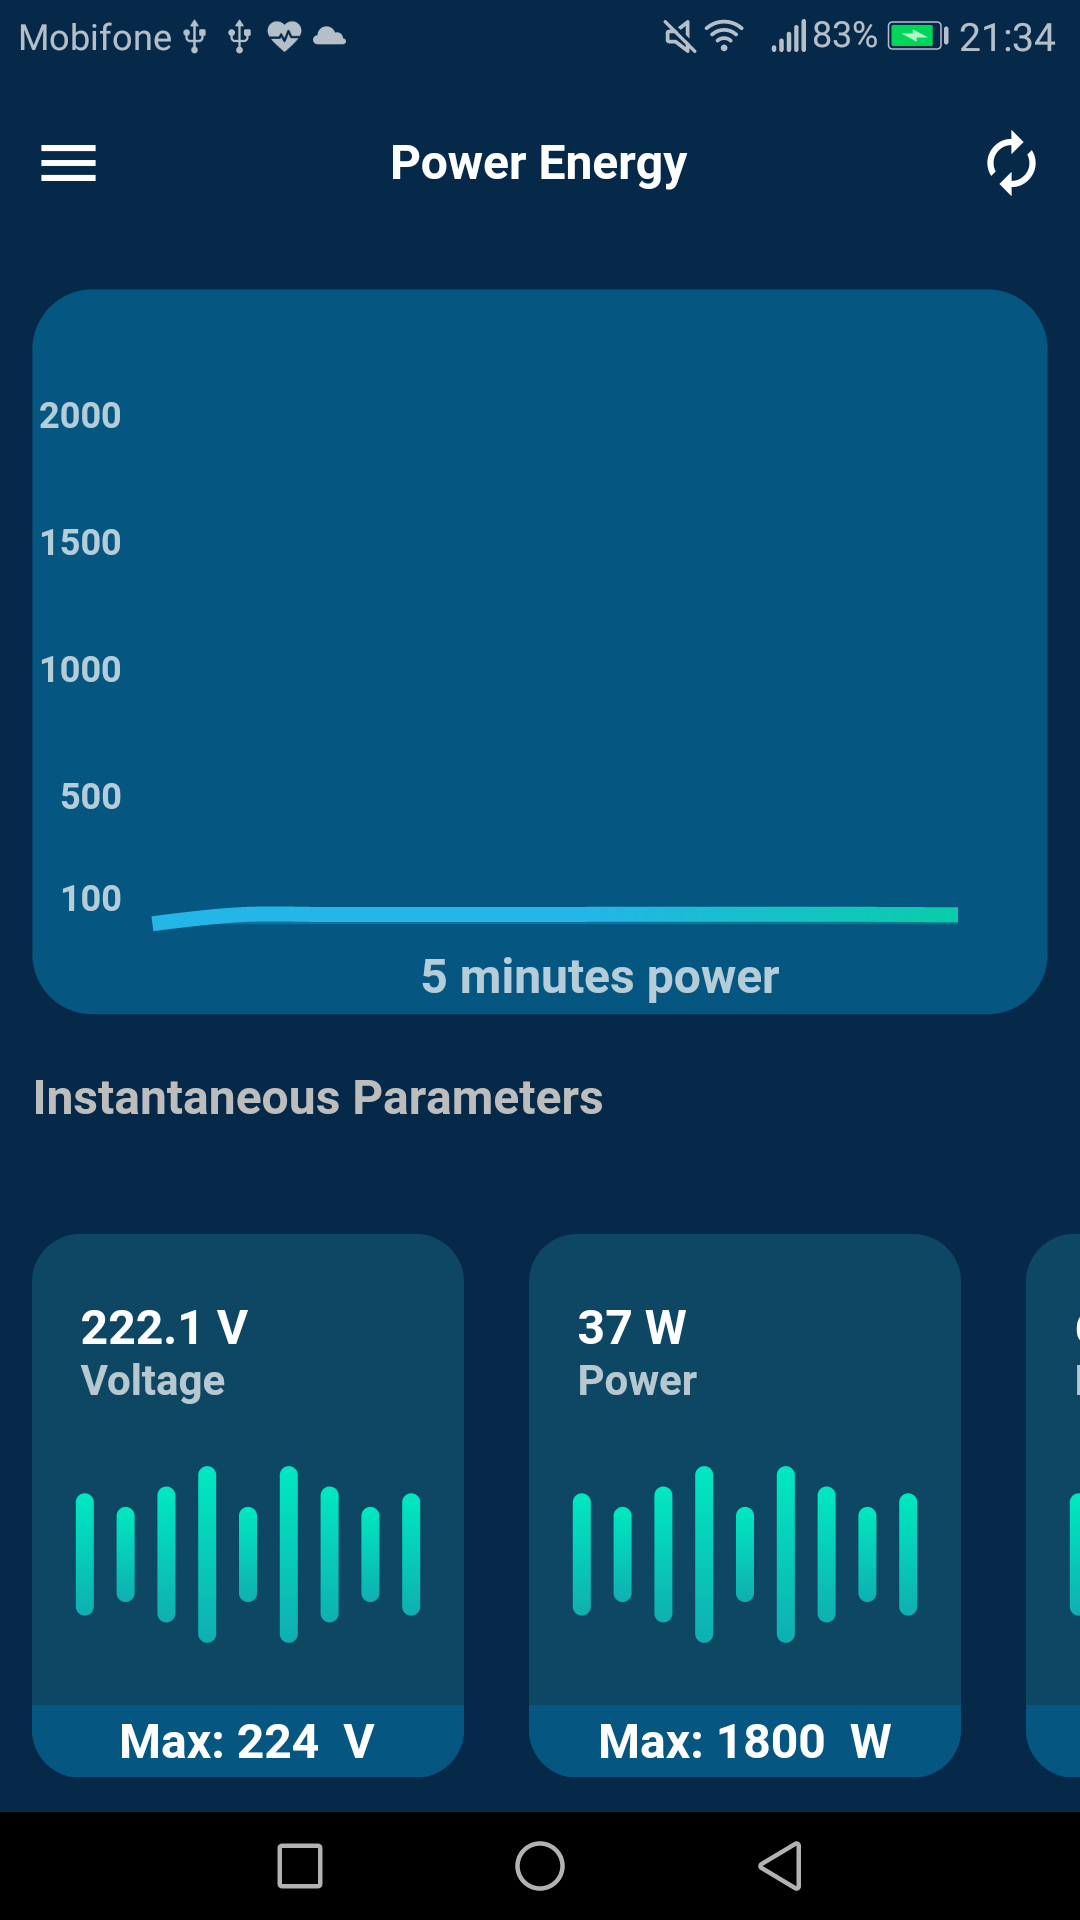 Mobifone 83% 21:34
Power Energy
2000
1500
1000
500
100
5 minutes power
Instantaneous Parameters
222.1 V
Voltage
Max: 224 V
37 W
Power
Max: 1800 W